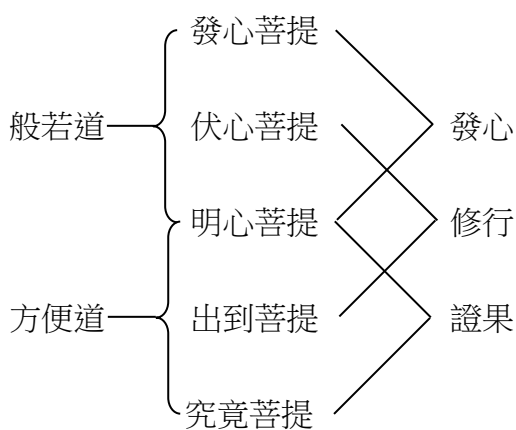 發心菩提
般若道 伏心菩提 發心
明心菩提 修行
方便道 出到菩提 證果
究竟菩提